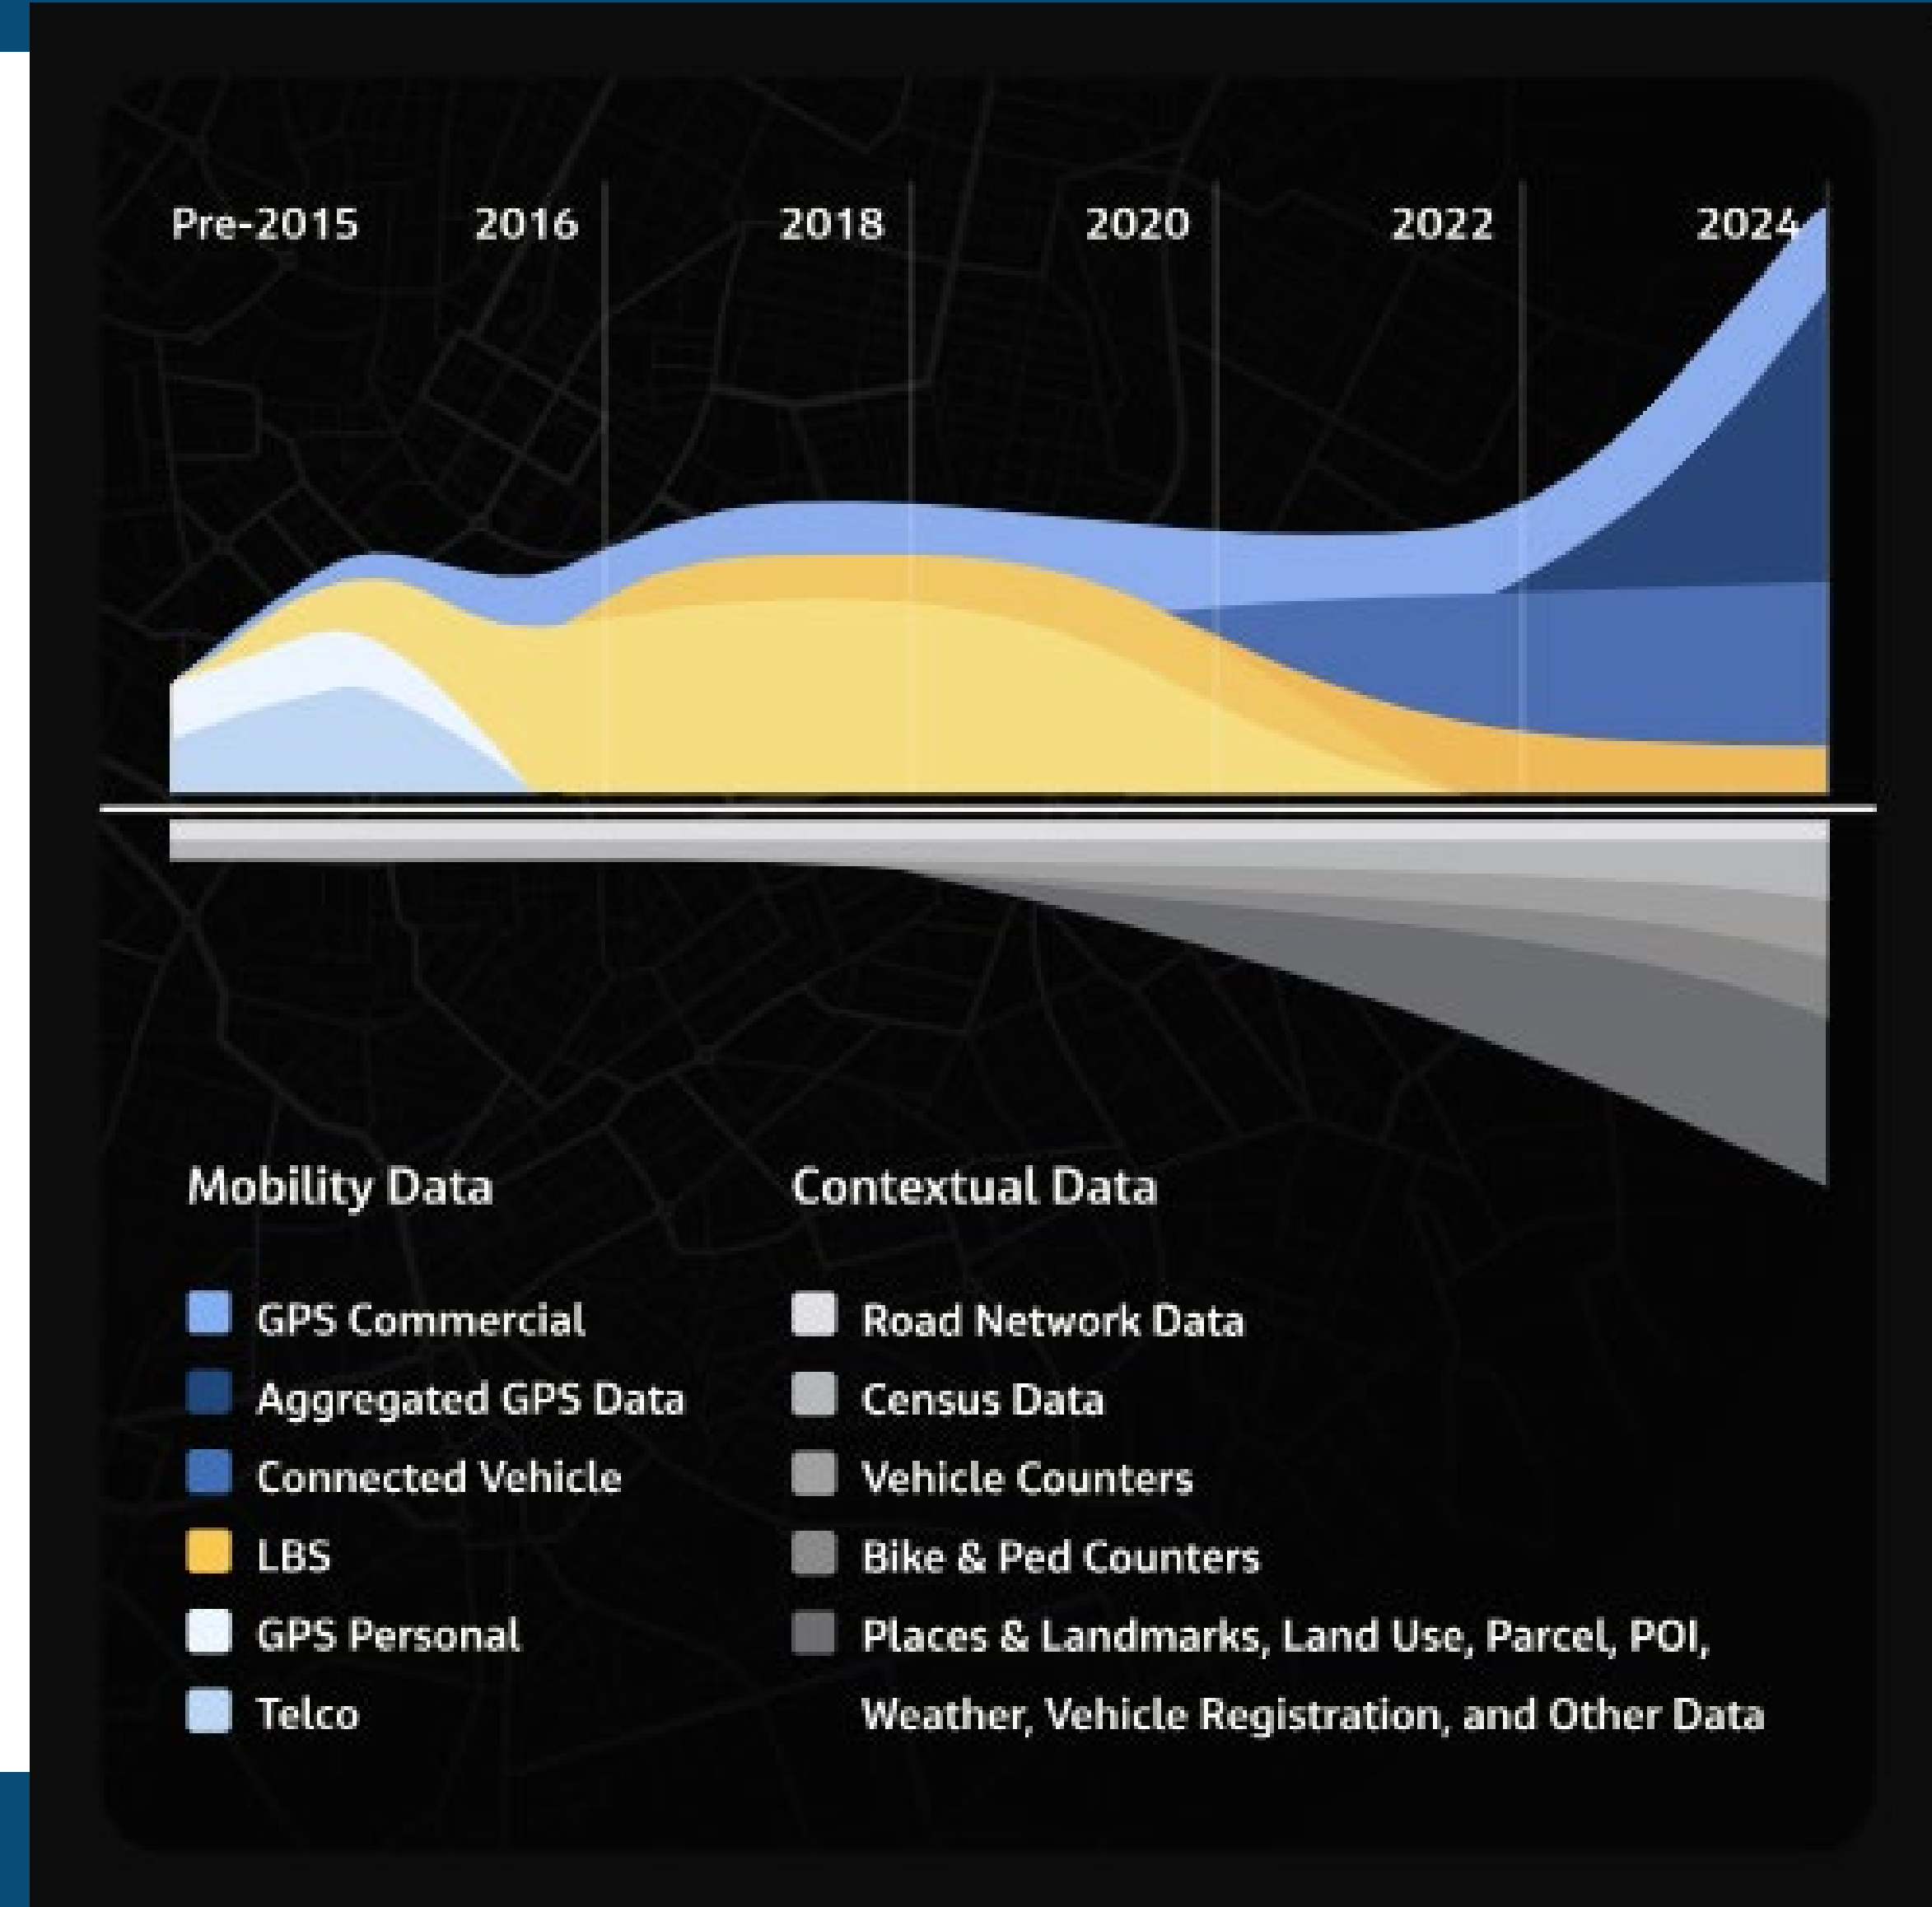 Pre-2015 2016 2018 2020 2022 2024
Mobility Data
GPS Commercial
Aggregated GPS Data
Connected Vehicle
LBS
GPS Personal
Telco
Contextual Data
Road Network Data
Census Data
Vehicle Counters
Bike & Ped Counters
Places & Landmarks, Land Use, Parcel, POI,
Weather, Vehicle Registration, and Other Data